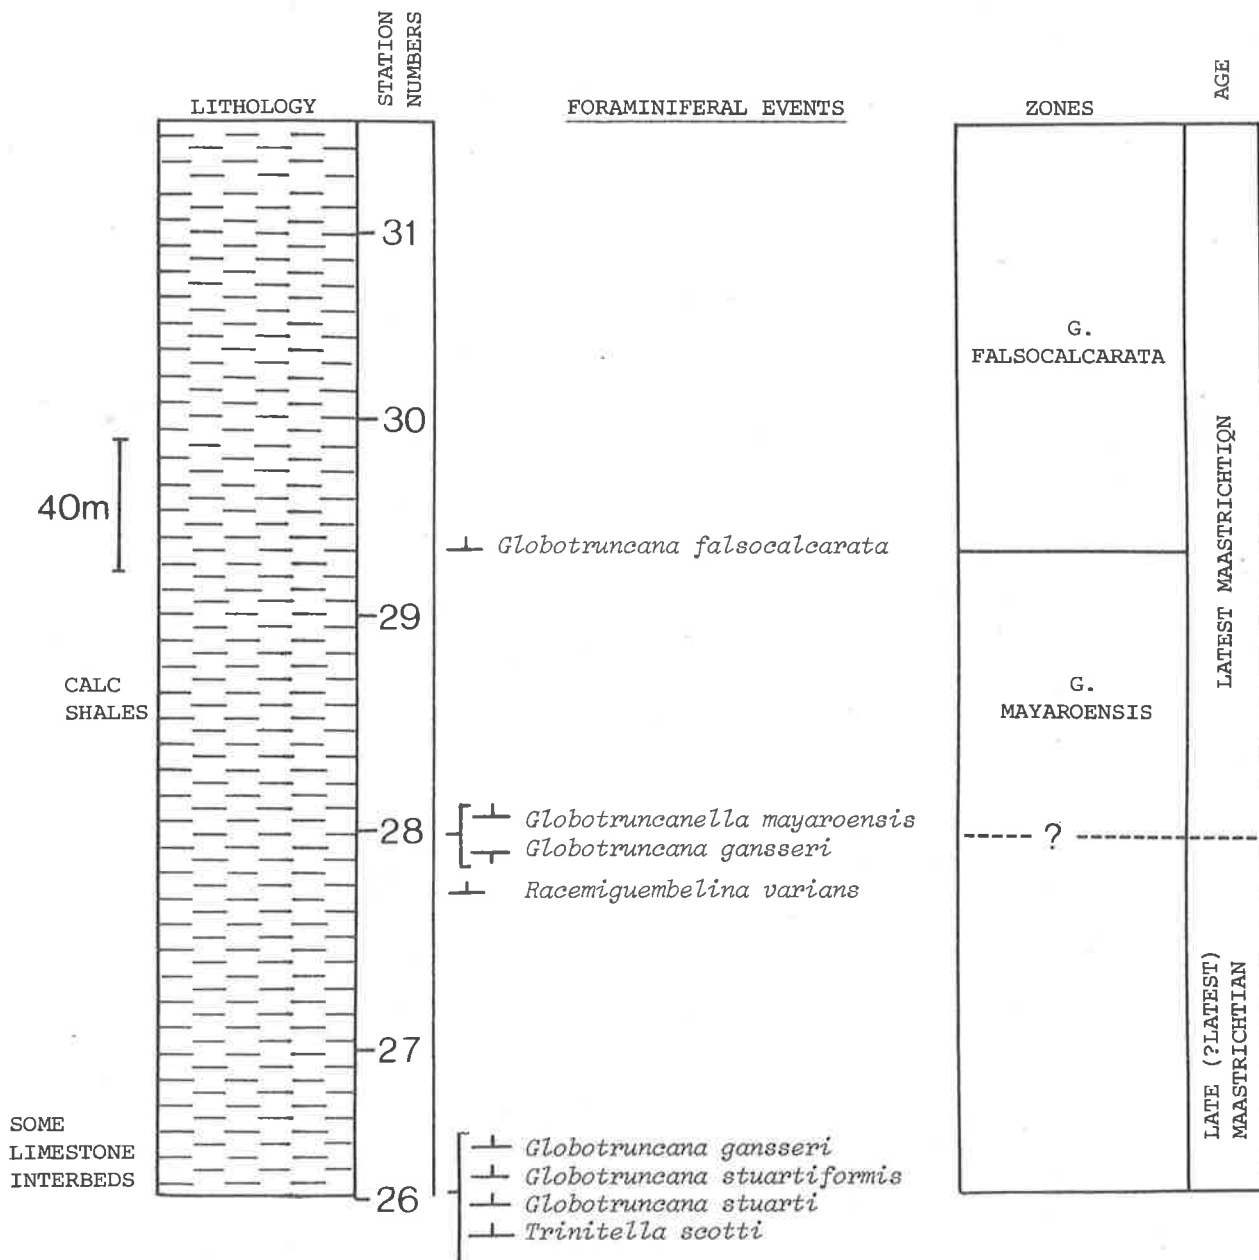 LITHOLOGY
STATION
NUMBERS
FORAMINIFERAL EVENTS
ZONES
AGE
31
G.
FALSOCALCARATA
30
40m
LATEST MAASTRICHTIQN
Globotruncana falsocalcarata
29
CALC
SHALES
G.
MAYAROENSIS
28
Globotruncanella mayaroensis
Globotruncana gansseri
?
Racemiguembelina varians
27
LATE (?LATEST)
MAASTRICHTIAN
SOME
LIMESTONE
INTERBEDS
26
Globotruncana gansseri
Globotruncana stuartiformis
Globotruncana stuarti
Trinitella scotti